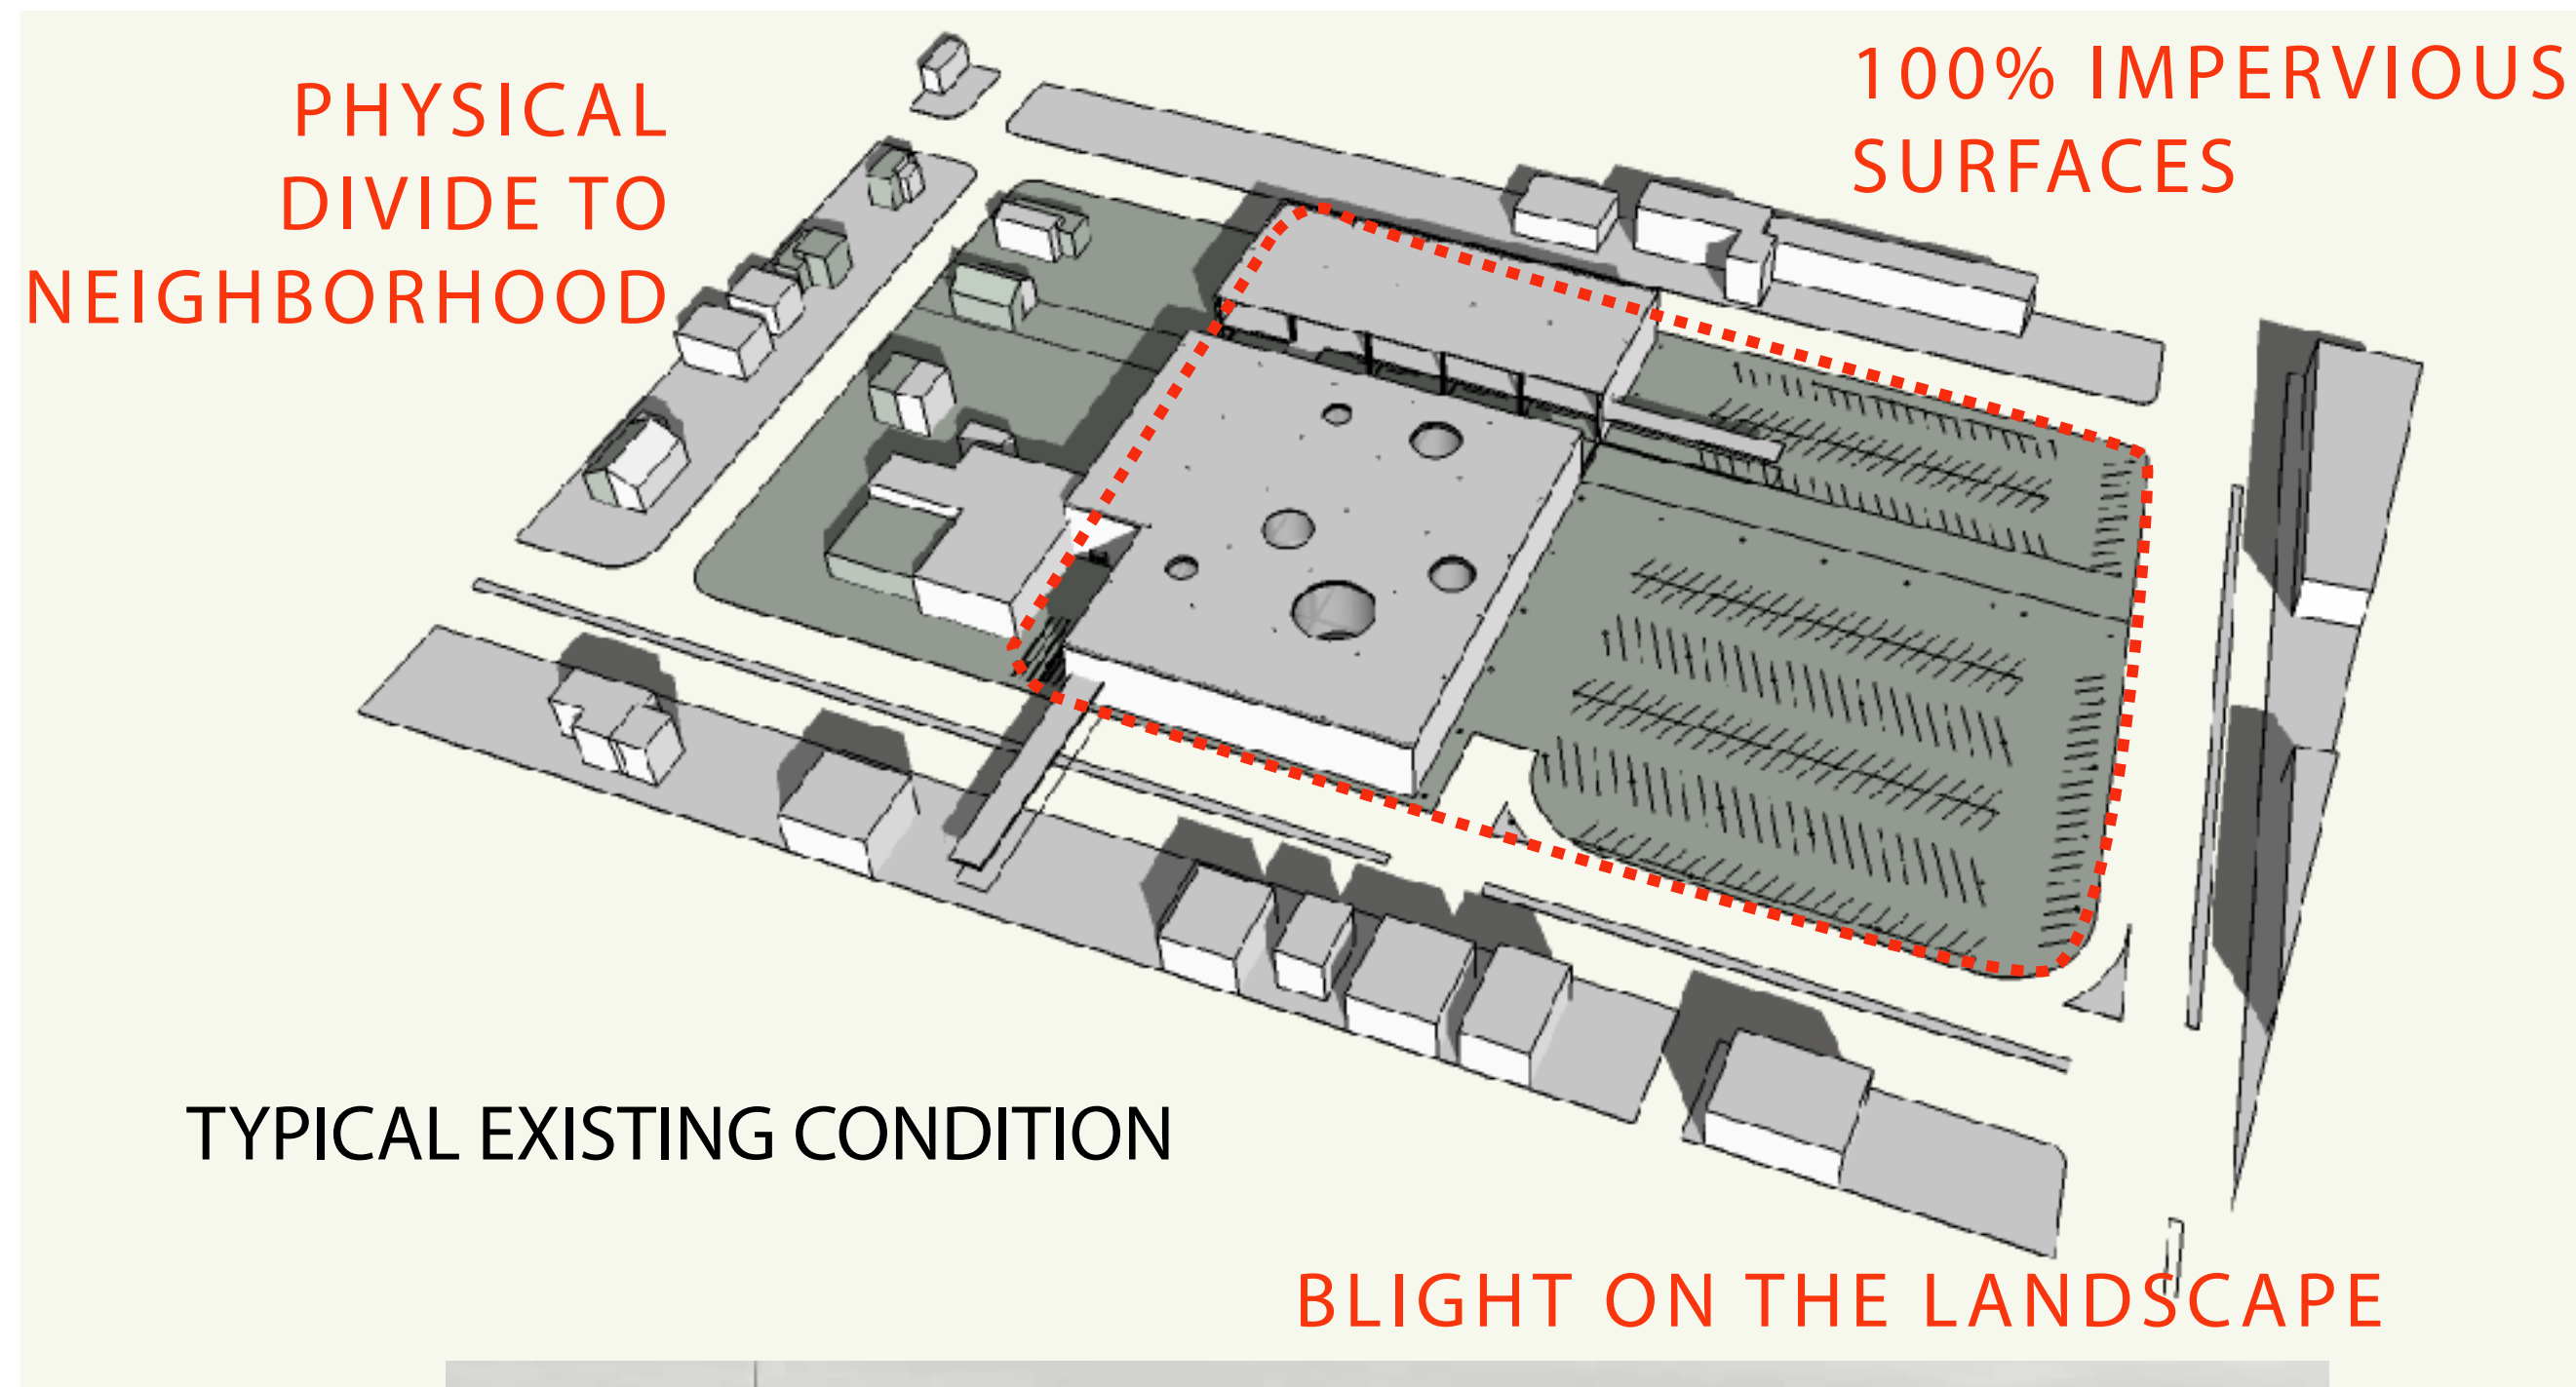 PHYSICAL
DIVIDE TO
NEIGHBORHOOD
100% IMPERVIOUS
SURFACES
TYPICAL EXISTING CONDITION
BLIGHT ON THE LANDSCAPE